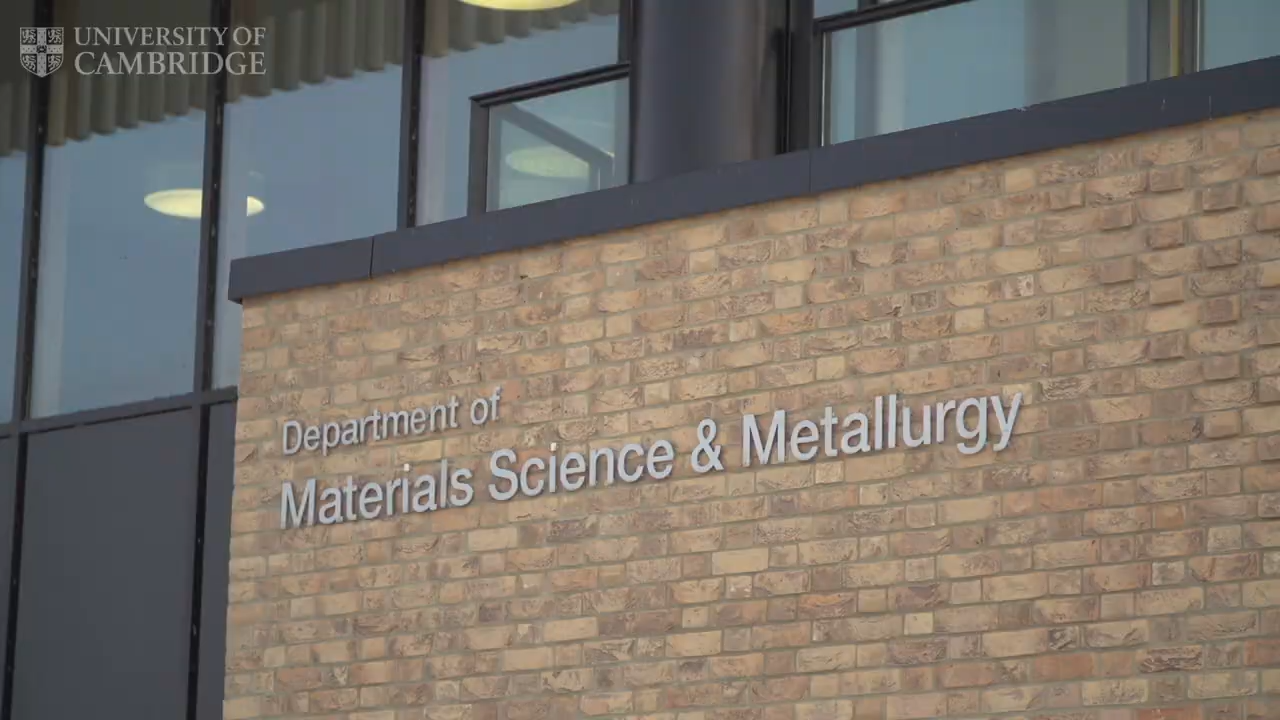 UNIVERSITY OF
CAMBRIDGE
Department of
Materials Science & Metallurgy